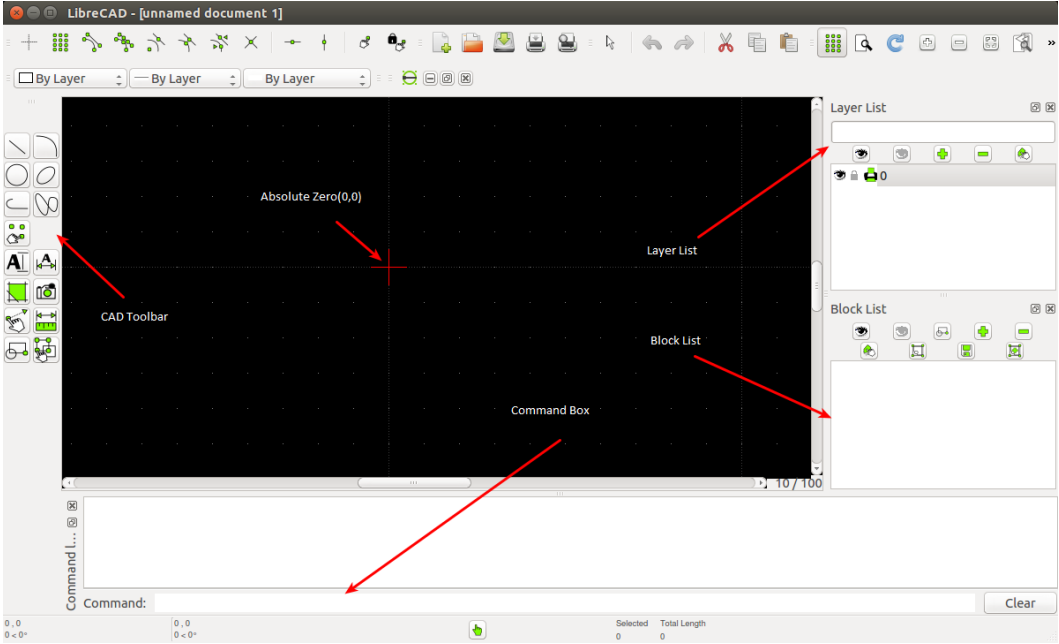 LibreCAD - [unnamed document 1]
»
By Layer
By Layer
By Layer
Layer List
0
Absolute Zero(0,0)
Layer List
CAD Toolbar
Block List
Block List
Command Box
10 / 100
Command l...
Command:
Clear
0 , 0
0 < 0°
0 , 0
0 < 0°
Selected
0
Total Length
0